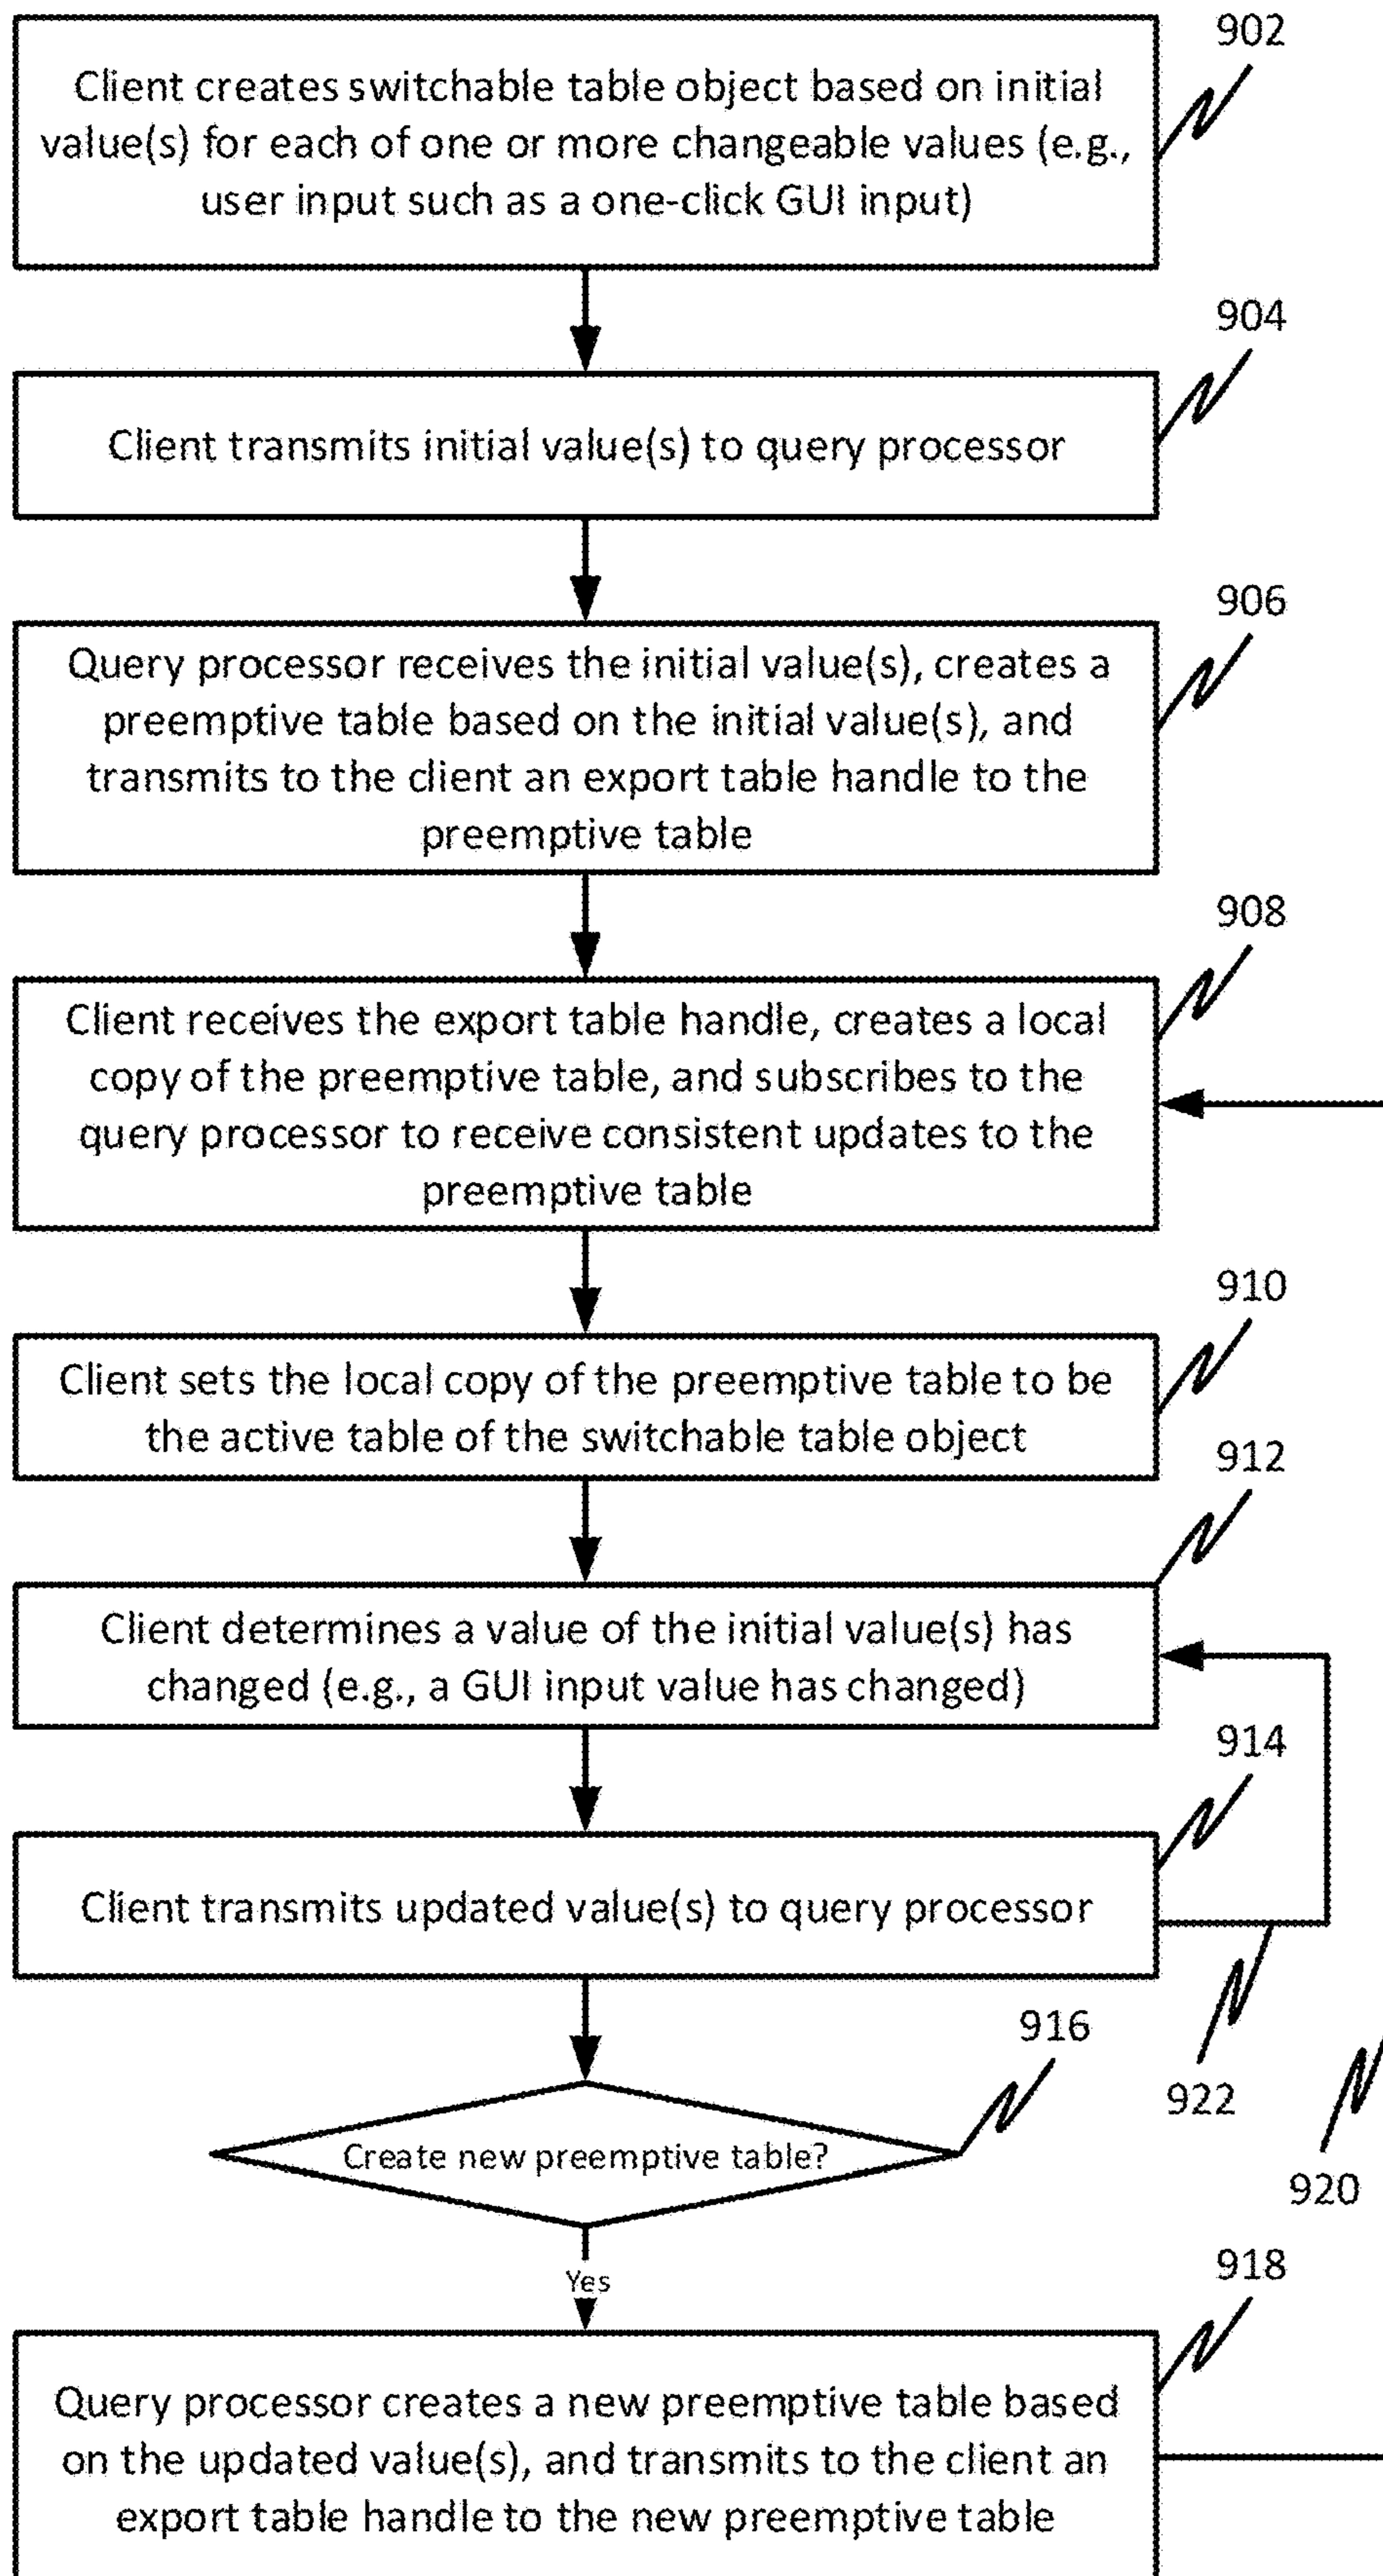 902
Client creates switchable table object based on initial
value(s) for each of one or more changeable values (e.g.,
user input such as a one-click GUI input)
904
Client transmits initial value(s) to query processor
906
Query processor receives the initial value(s), creates a
preemptive table based on the initial value(s), and
transmits to the client an export table handle to the
preemptive table
908
Client receives the export table handle, creates a local
copy of the preemptive table, and subscribes to the
query processor to receive consistent updates to the
preemptive table
910
Client sets the local copy of the preemptive table to be
the active table of the switchable table object
912
Client determines a value of the initial value(s) has
changed (e.g., a GUI input value has changed)
914
Client transmits updated value(s) to query processor
916
922
Create new preemptive table?
920
Yes
918
Query processor creates a new preemptive table based
on the updated value(s), and transmits to the client an
export table handle to the new preemptive table